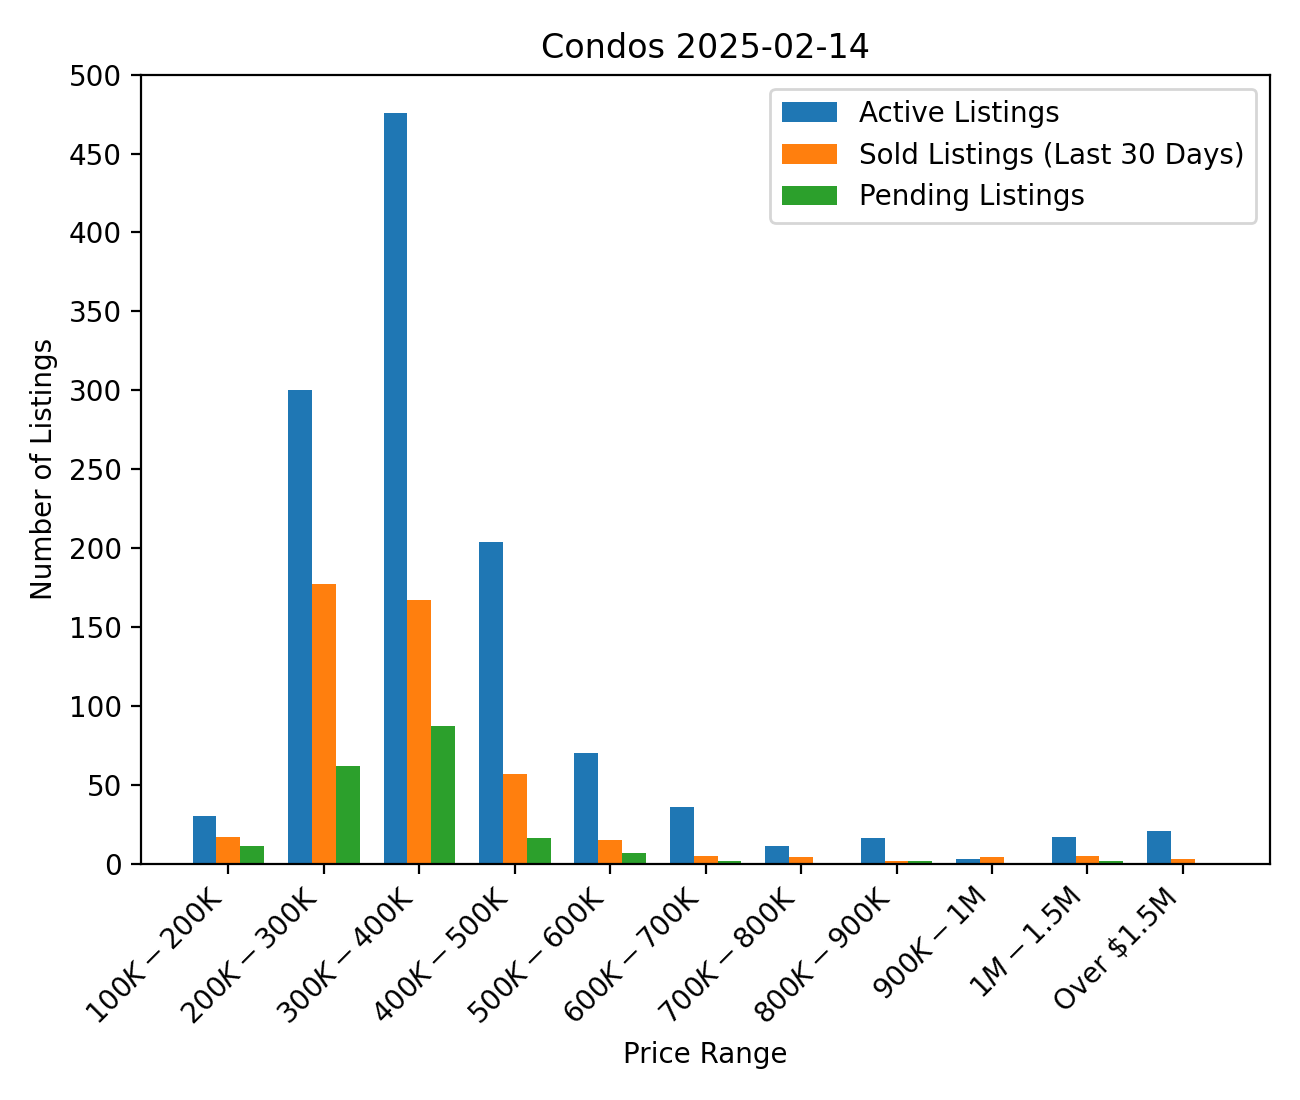 Condos 2025-02-14
500
450
400
350
300
250
200
150
100
50
0
Number of Listings
Active Listings
Sold Listings (Last 30 Days)
Pending Listings
100K − 200K
200K − 300K
300K − 400K
400K − 500K
500K − 600K
600K − 700K
700K − 800K
800K − 900K
900K − 1M
1M − 1.5M
Over $1.5M
Price Range